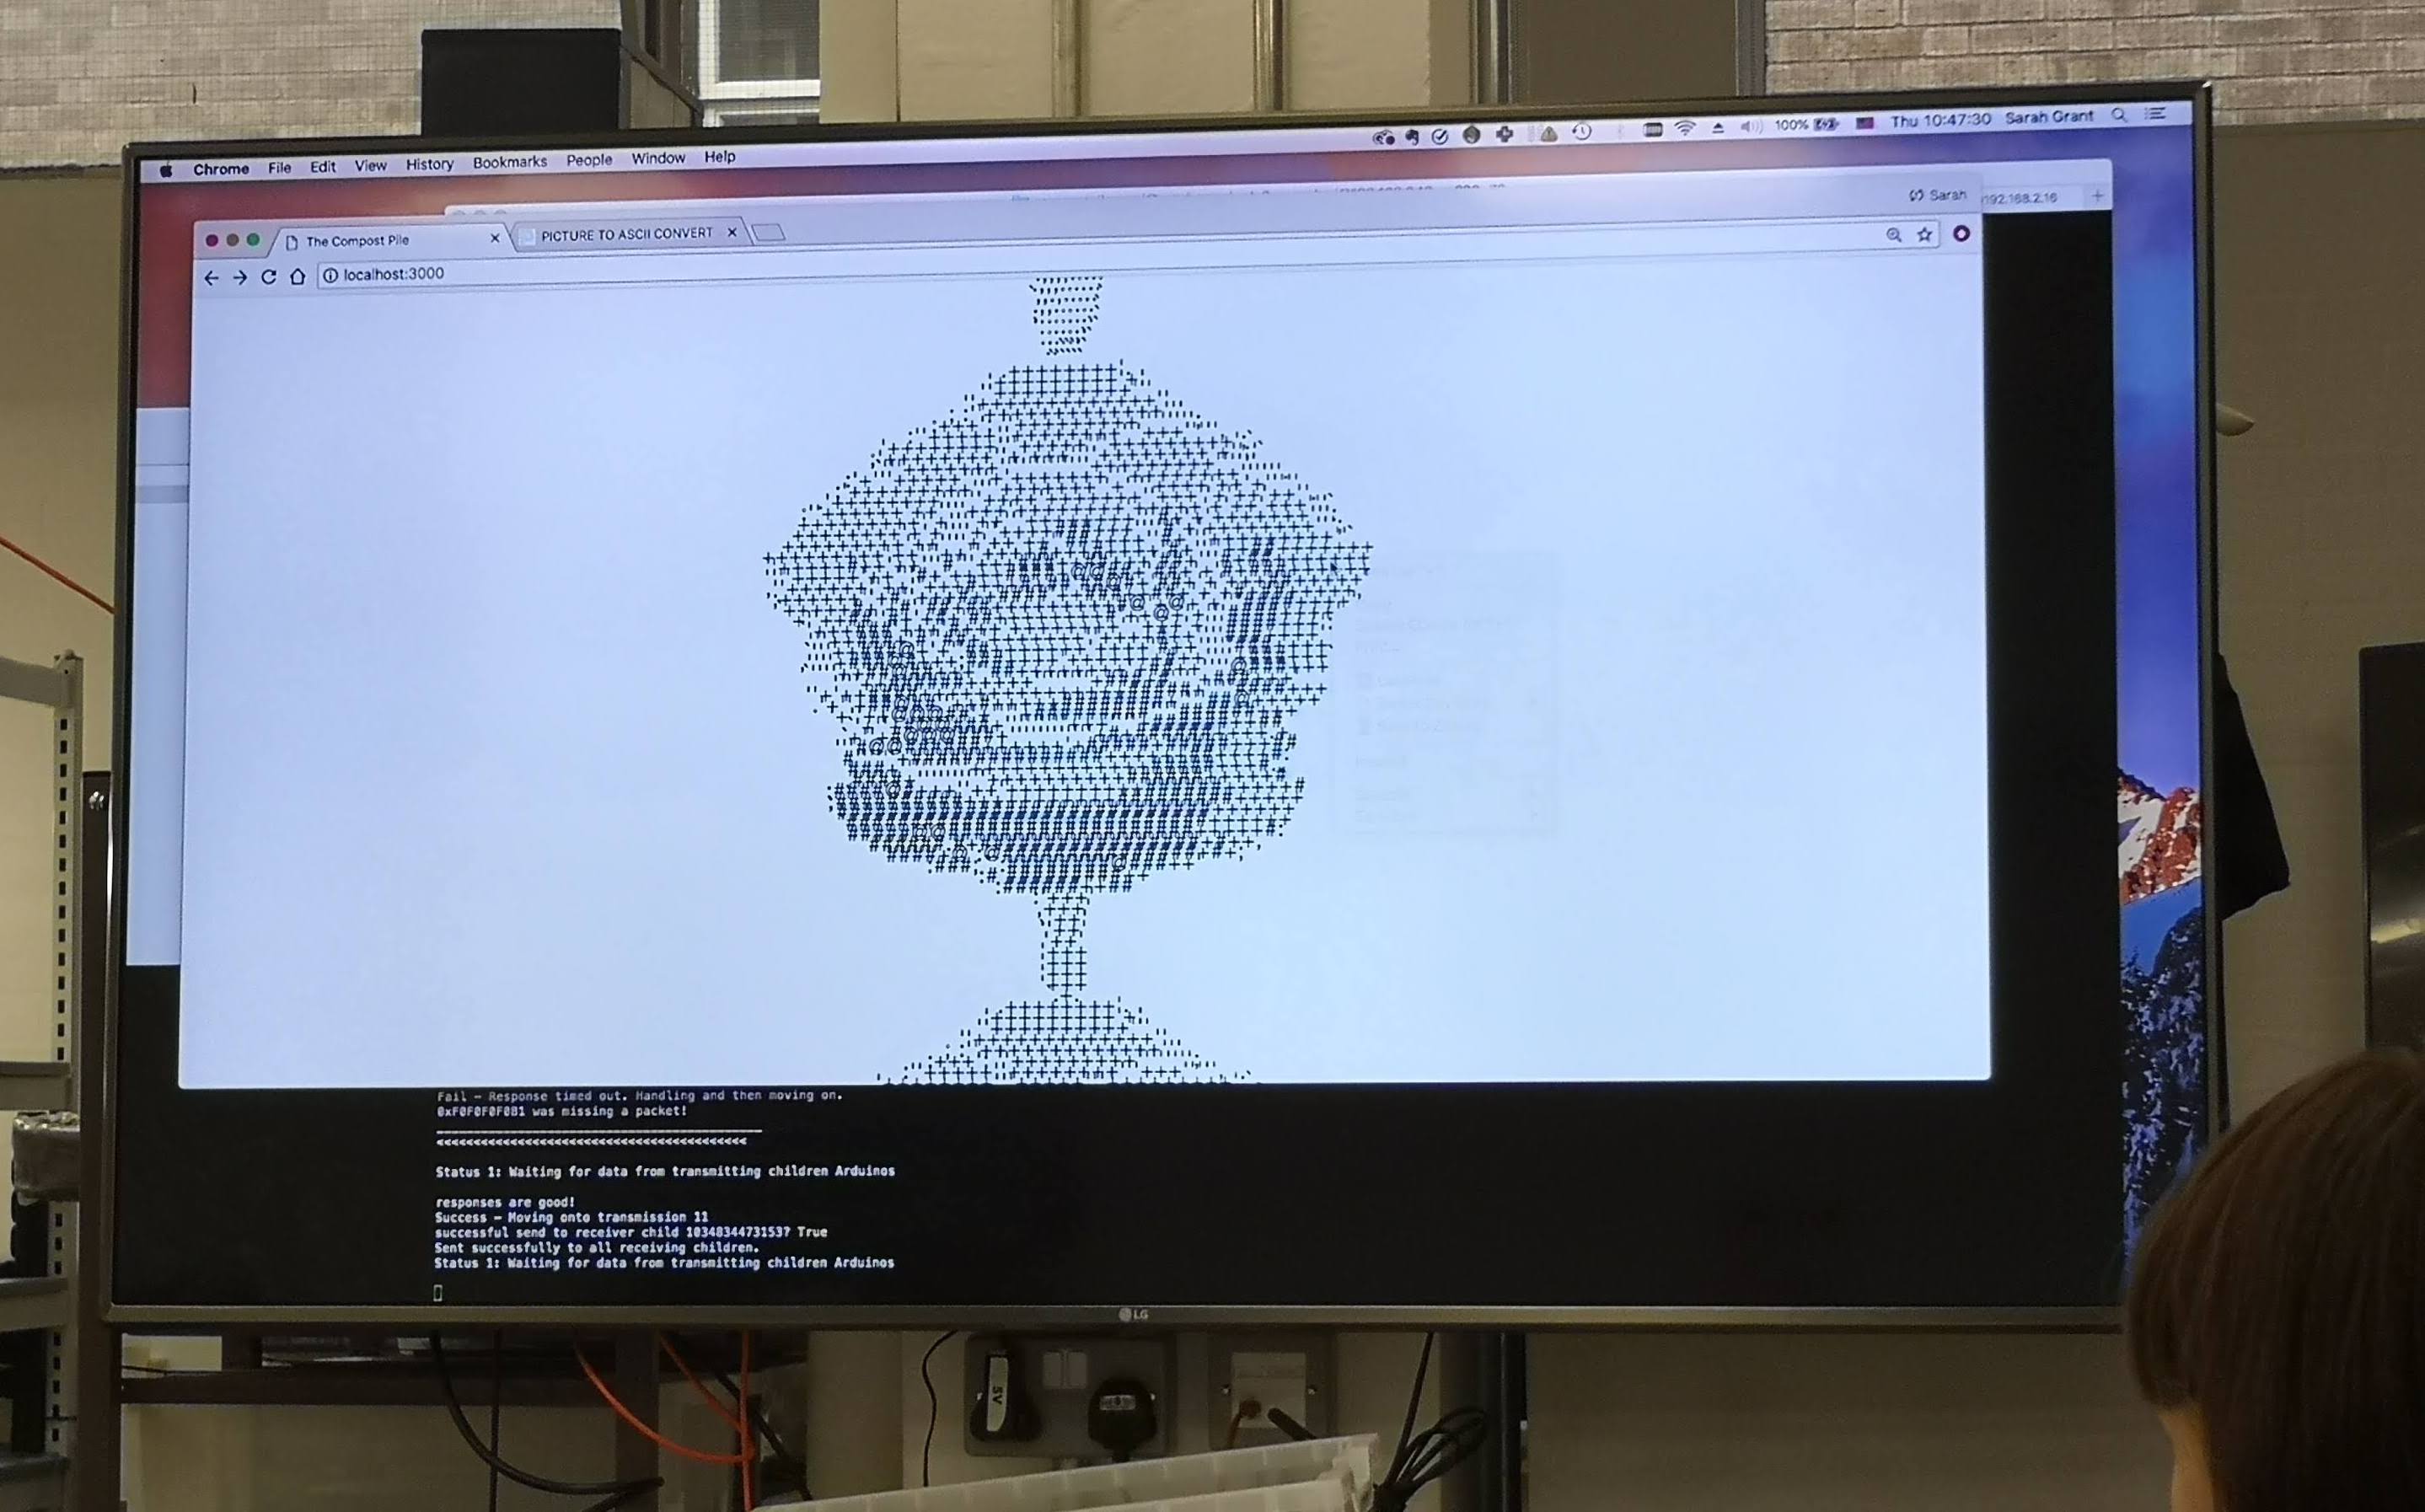 Chrome File Edit View History Bookmarks People Window Help
100% Thu 10:47:30 Sarah Grant
Sarah
192.168.2.16
The Compost Pile
PICTURE TO ASCII CONVERT
localhost:3000
Fail - Response timed out. Handling and then moving on.
0xF0F0F0F0B1 was missing a packet!
<<<<<<<<<<<<<<<<<<<<<<<<<<<<<<<<<<<<<<<<<<<
Status 1: Waiting for data from transmitting children Arduinos
responses are good!
Success - Moving onto transmission 11
successful send to receiver child 1034834473153? True
Sent successfully to all receiving children.
Status 1: Waiting for data from transmitting children Arduinos
LG
5V